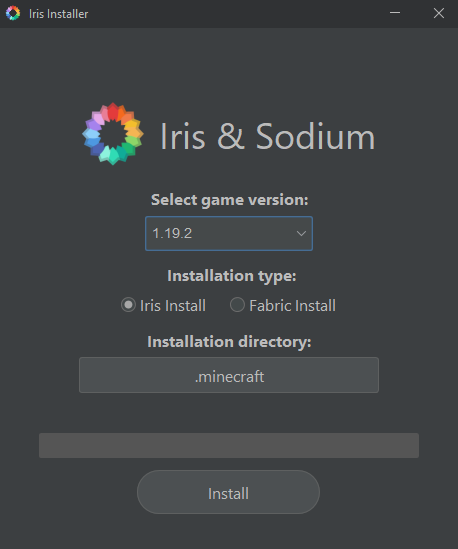 Iris Installer
Iris & Sodium
Select game version:
1.19.2
Installation type:
Iris Install Fabric Install
Installation directory:
.minecraft
Install